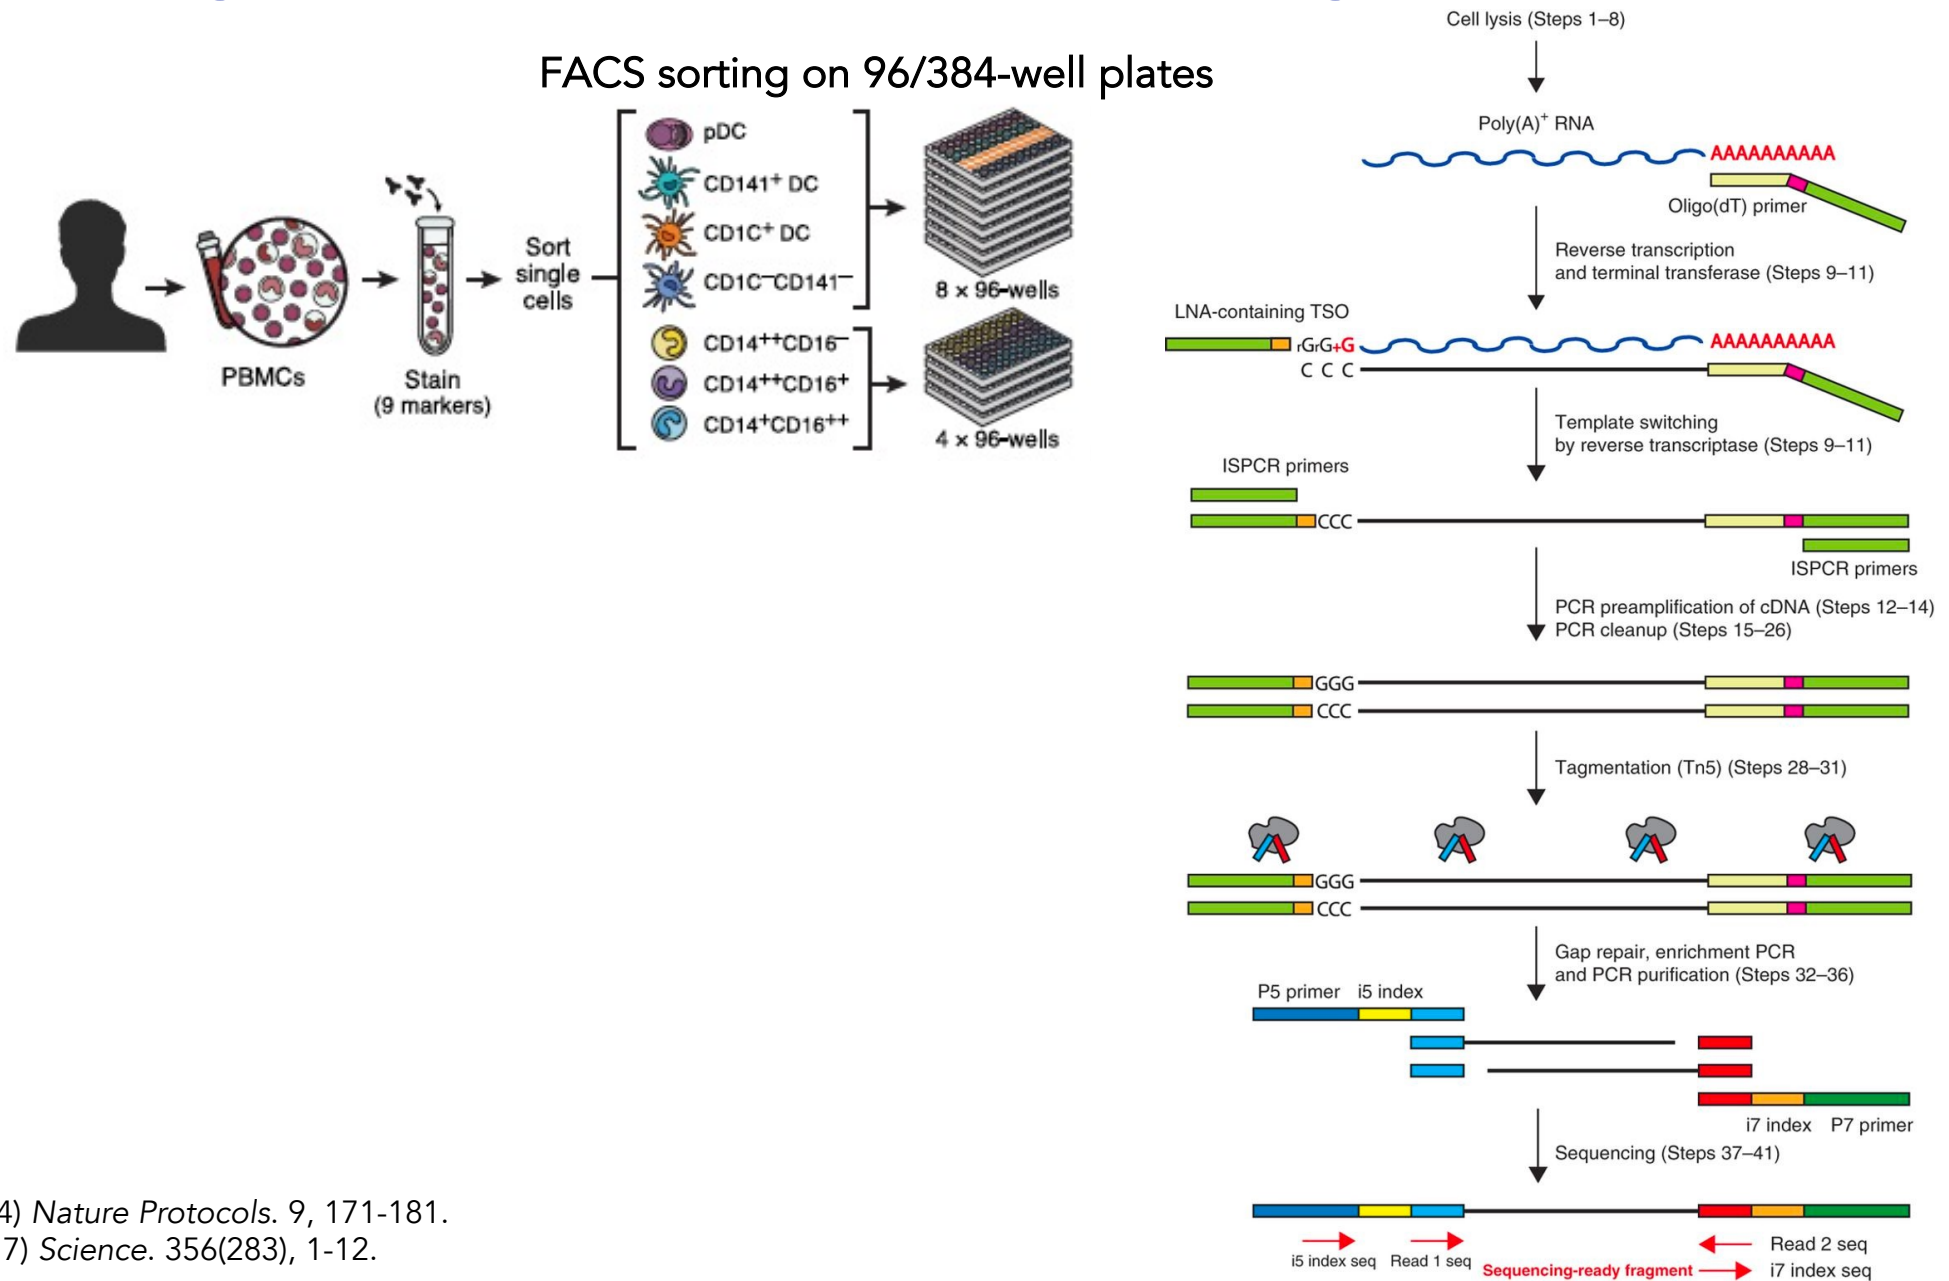 FACS sorting on 96/384-well plates
PBMCs
Stain
(9 markers)
Sort
single
cells
pDC
CD141+ DC
CD1C+ DC
CD1C−CD141−
CD14++CD16−
CD14++CD16+
CD14+CD16++
8 × 96-wells
4 × 96-wells
Cell lysis (Steps 1–8)
Poly(A)+ RNA
AAAAAAAAAA
Oligo(dT) primer
Reverse transcription
and terminal transferase (Steps 9–11)
LNA-containing TSO
rGrG+G
AAAAAAAAAA
C C C
Template switching
by reverse transcriptase (Steps 9–11)
ISPCR primers
CCC
ISPCR primers
PCR preamplification of cDNA (Steps 12–14)
PCR cleanup (Steps 15–26)
GGG
CCC
Tagmentation (Tn5) (Steps 28–31)
GGG
CCC
Gap repair, enrichment PCR
and PCR purification (Steps 32–36)
P5 primer i5 index
i7 index P7 primer
Sequencing (Steps 37–41)
i5 index seq Read 1 seq
Sequencing-ready fragment
Read 2 seq
i7 index seq
4) Nature Protocols. 9, 171-181.
7) Science. 356(283), 1-12.